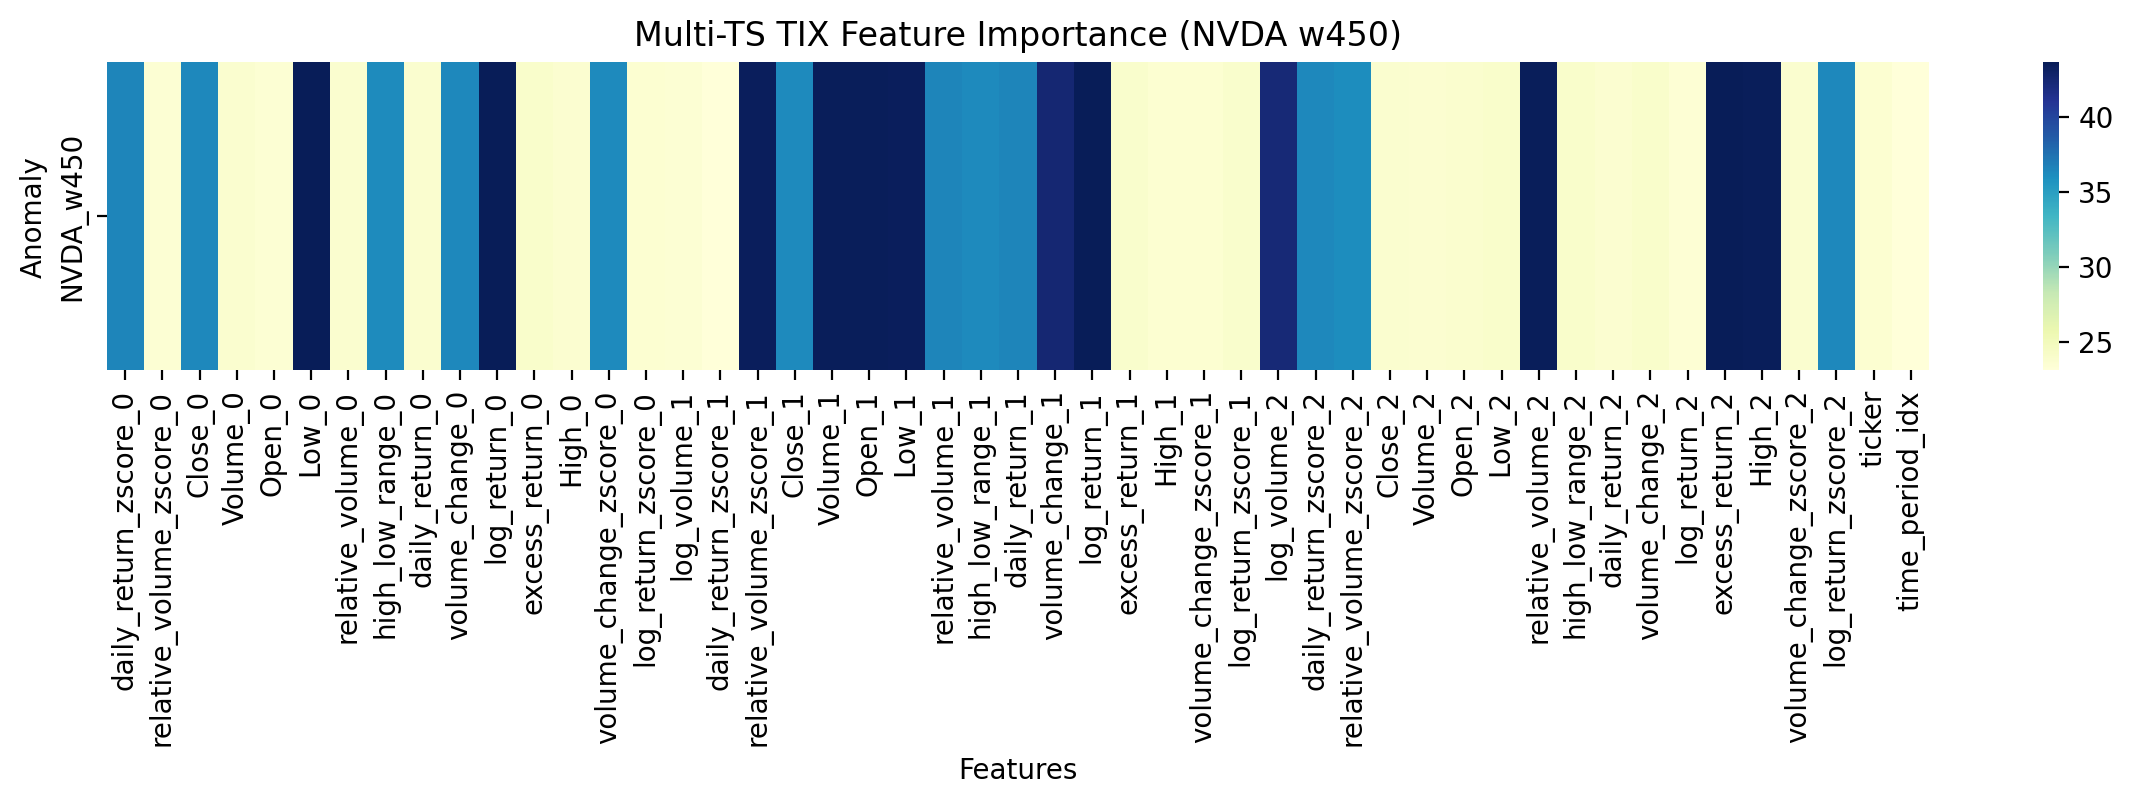 Multi-TS TIX Feature Importance (NVDA w450)
Anomaly
NVDA_w450
40
35
30
25
daily_return_zscore_0
relative_volume_zscore_0
Close_0
Volume_0
Open_0
Low_0
relative_volume_0
high_low_range_0
daily_return_0
volume_change_0
log_return_0
excess_return_0
High_0
volume_change_zscore_0
log_return_zscore_0
log_volume_1
daily_return_zscore_1
relative_volume_zscore_1
Close_1
Volume_1
Open_1
Low_1
relative_volume_1
high_low_range_1
daily_return_1
volume_change_1
log_return_1
excess_return_1
High_1
volume_change_zscore_1
log_return_zscore_1
log_volume_2
daily_return_zscore_2
relative_volume_zscore_2
Close_2
Volume_2
Open_2
Low_2
relative_volume_2
high_low_range_2
daily_return_2
volume_change_2
log_return_2
excess_return_2
High_2
volume_change_zscore_2
log_return_zscore_2
ticker
time_period_idx
Features